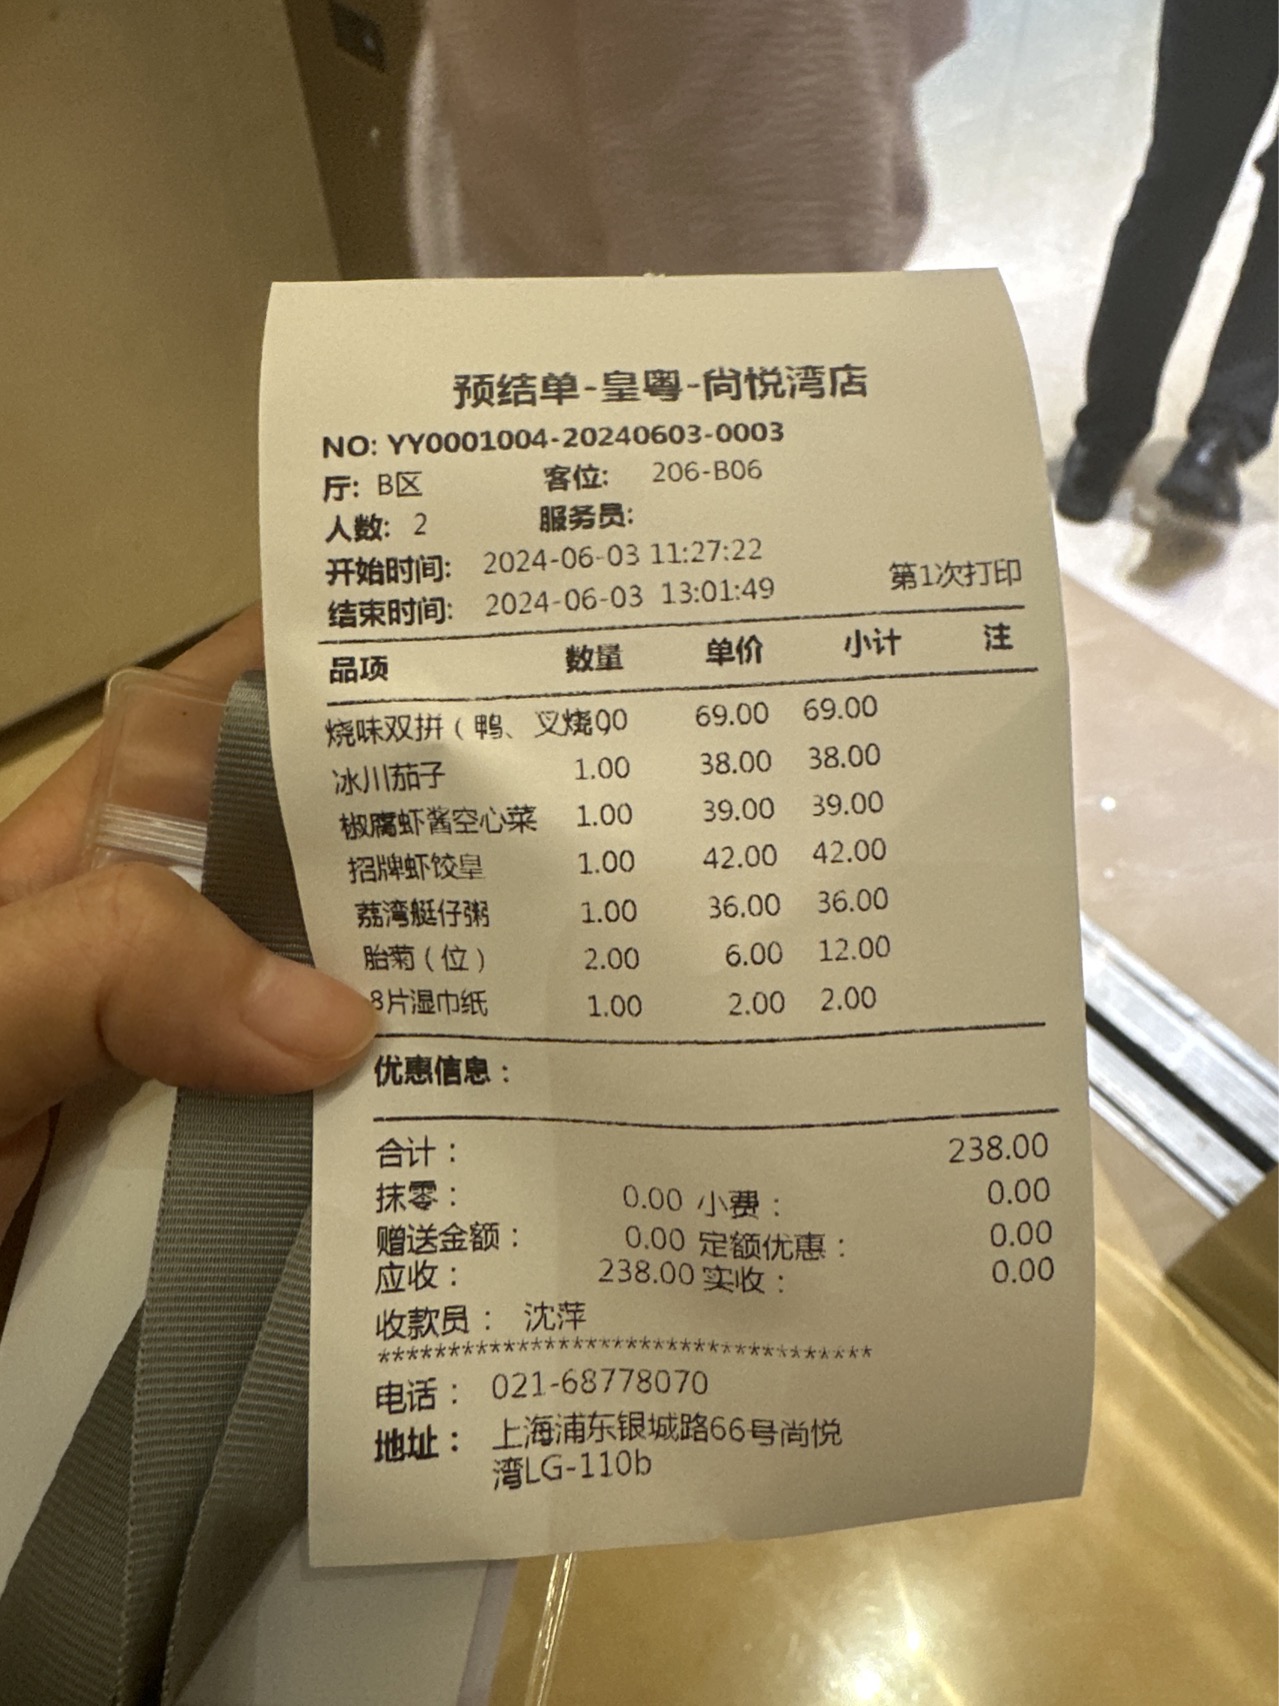 预结单-皇粤-尚悦湾店
NO: YY0001004-20240603-0003
厅: B区 客位: 206-B06
人数: 2 服务员:
开始时间: 2024-06-03 11:27:22
结束时间: 2024-06-03 13:01:49 第1次打印
品项 数量 单价 小计 注
烧味双拼（鸭、叉烧00 69.00 69.00
冰川茄子 1.00 38.00 38.00
椒腐虾酱空心菜 1.00 39.00 39.00
招牌虾饺皇 1.00 42.00 42.00
荔湾艇仔粥 1.00 36.00 36.00
胎菊（位） 2.00 6.00 12.00
8片湿巾纸 1.00 2.00 2.00
优惠信息：
合计： 238.00
抹零： 0.00 小费： 0.00
赠送金额： 0.00 定额优惠： 0.00
应收： 238.00 实收： 0.00
收款员： 沈萍
***********************************
电话： 021-68778070
地址： 上海浦东银城路66号尚悦
湾LG-110b